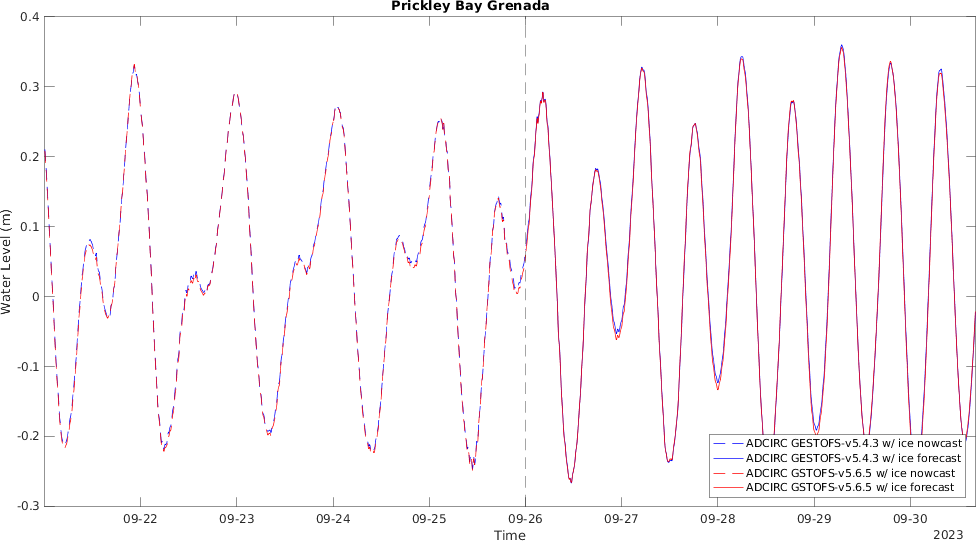 Prickley Bay Grenada
0.4
0.3
0.2
0.1
0
-0.1
-0.2
-0.3
Water Level (m)
ADCIRC GESTOFS-v5.4.3 w/ ice nowcast
ADCIRC GESTOFS-v5.4.3 w/ ice forecast
ADCIRC GSTOFS-v5.6.5 w/ ice nowcast
ADCIRC GSTOFS-v5.6.5 w/ ice forecast
09-22 09-23 09-24 09-25 09-26 09-27 09-28 09-29 09-30
Time
2023